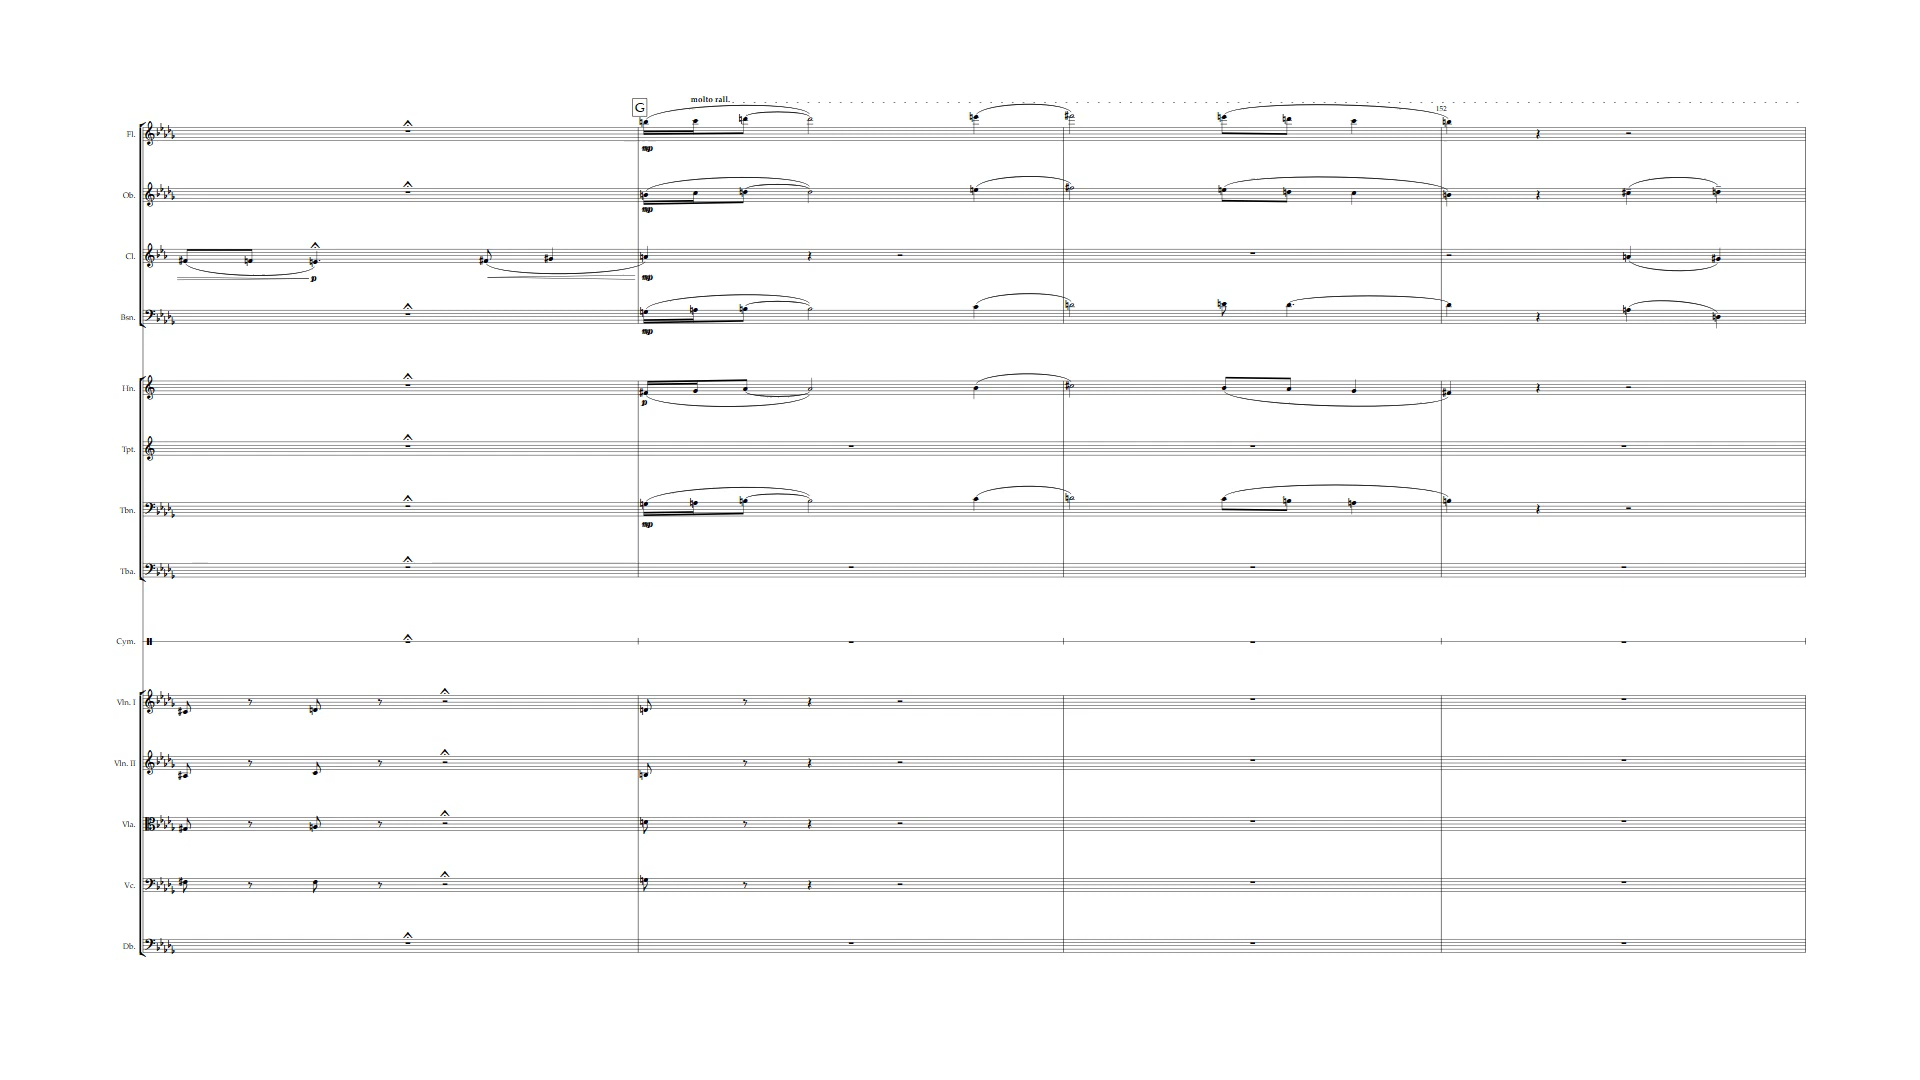 G
molto rall.
152
Fl.
mp
Ob.
mp
Cl.
p
mp
Bsn.
mp
Hn.
p
Tpt.
Tbn.
mp
Tba.
Cym.
Vln. I
Vln. II
Vla.
Vc.
Db.